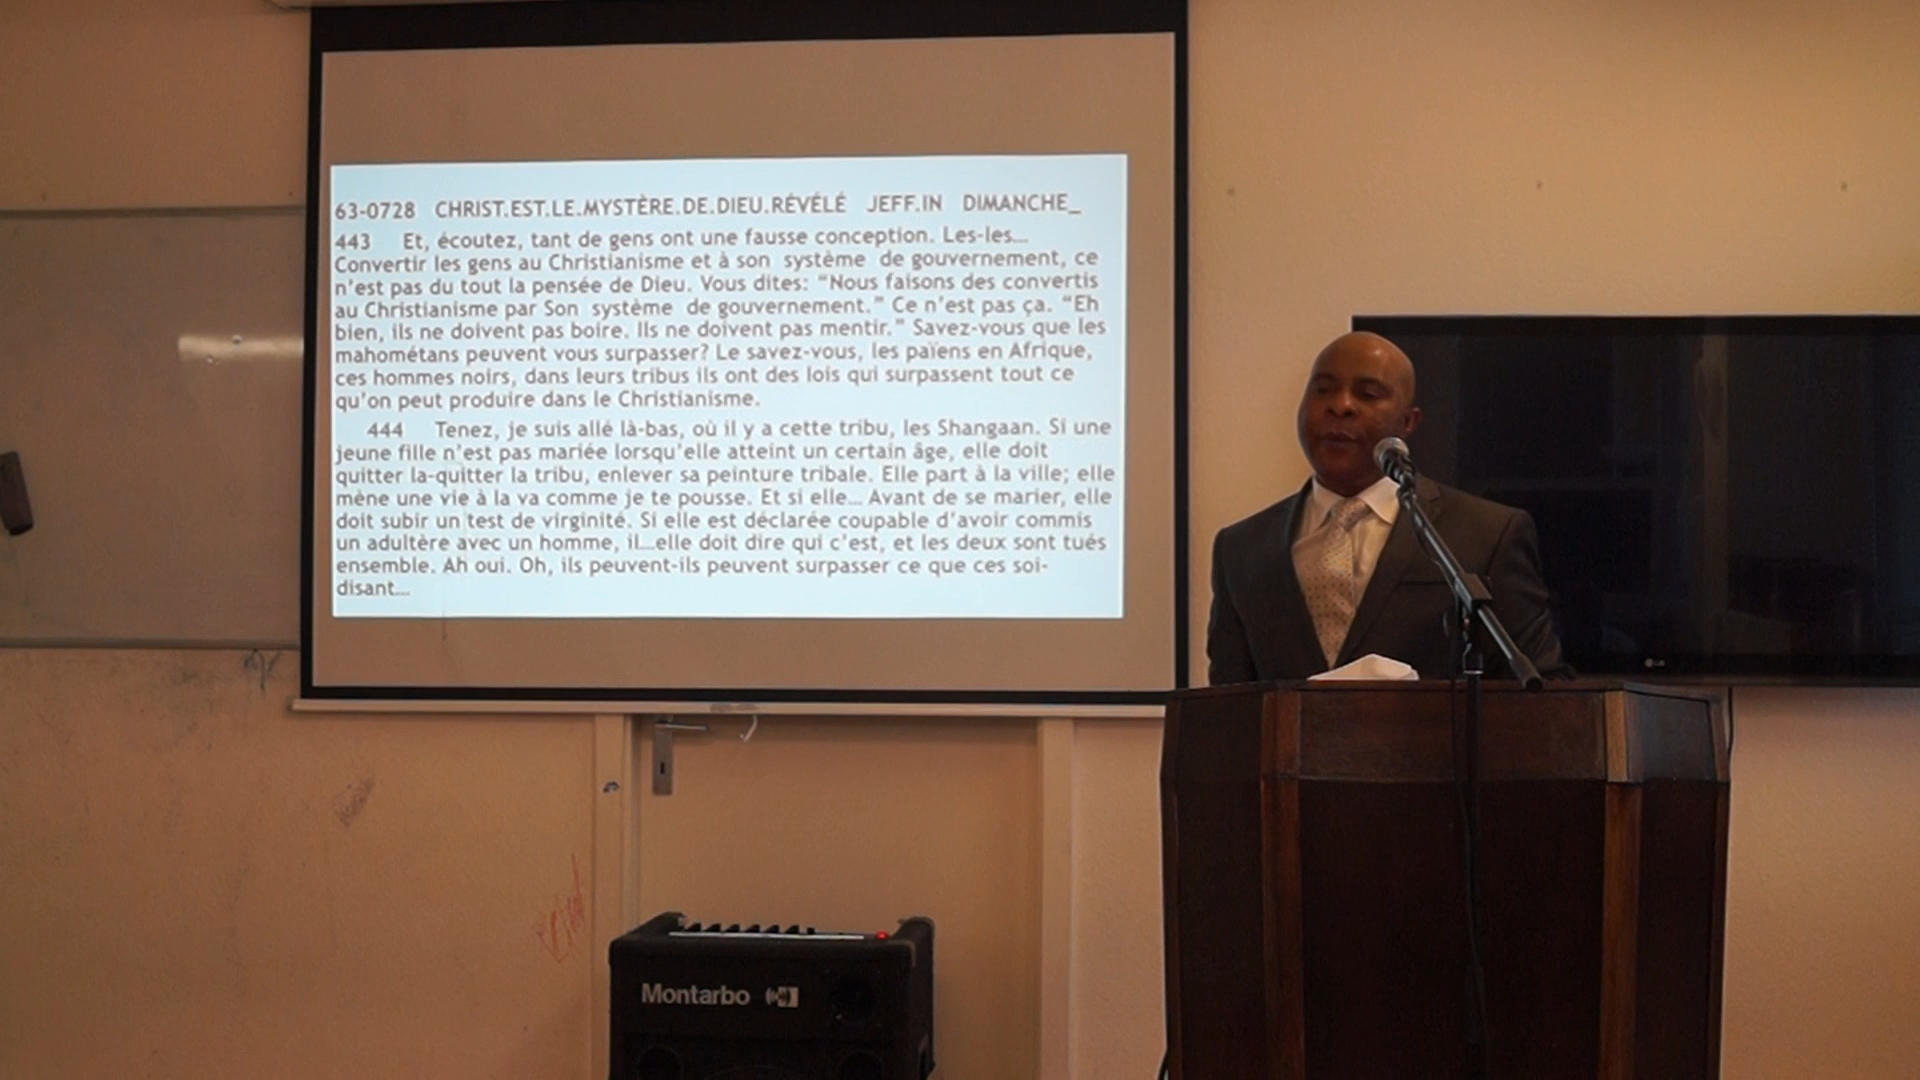 63-0728 CHRIST.EST.LE.MYSTÈRE.DE.DIEU.RÉVÉLÉ JEFF.IN DIMANCHE_
443 Et, écoutez, tant de gens ont une fausse conception. Les-les...
Convertir les gens au Christianisme et à son système de gouvernement, ce
n'est pas du tout la pensée de Dieu. Vous dites: "Nous faisons des convertis
au Christianisme par Son système de gouvernement." Ce n'est pas ça. "Eh
bien, ils ne doivent pas boire. Ils ne doivent pas mentir." Savez-vous que les
mahométans peuvent vous surpasser? Le savez-vous, les païens en Afrique,
ces hommes noirs, dans leurs tribus ils ont des lois qui surpassent tout ce
qu'on peut produire dans le Christianisme.
444 Tenez, je suis allé là-bas, où il y a cette tribu, les Shangaan. Si une
jeune fille n'est pas mariée lorsqu'elle atteint un certain âge, elle doit
quitter la-quitter la tribu, enlever sa peinture tribale. Elle part à la ville; elle
mène une vie à la va comme je te pousse. Et si elle... Avant de se marier, elle
doit subir un test de virginité. Si elle est déclarée coupable d'avoir commis
un adultère avec un homme, il...elle doit dire qui c'est, et les deux sont tués
ensemble. Ah oui. Oh, ils peuvent-ils peuvent surpasser ce que ces soi-
disant...
LG
Montarbo